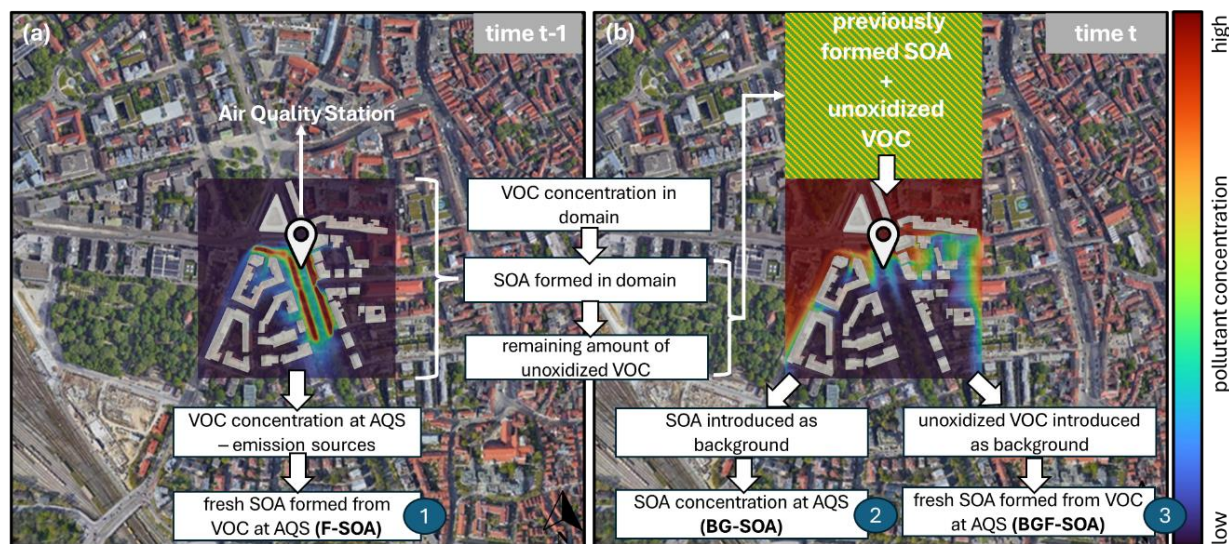 (a)
time t-1
Air Quality Station
VOC concentration in
domain
SOA formed in domain
remaining amount of
unoxidized VOC
VOC concentration at AQS
– emission sources
fresh SOA formed from
VOC at AQS (F-SOA)
1
N
(b)
time t
previously
formed SOA
+
unoxidized
VOC
SOA introduced as
background
SOA concentration at AQS
(BG-SOA)
2
unoxidized VOC introduced
as background
fresh SOA formed from VOC
at AQS (BGF-SOA)
3
high
pollutant concentration
low